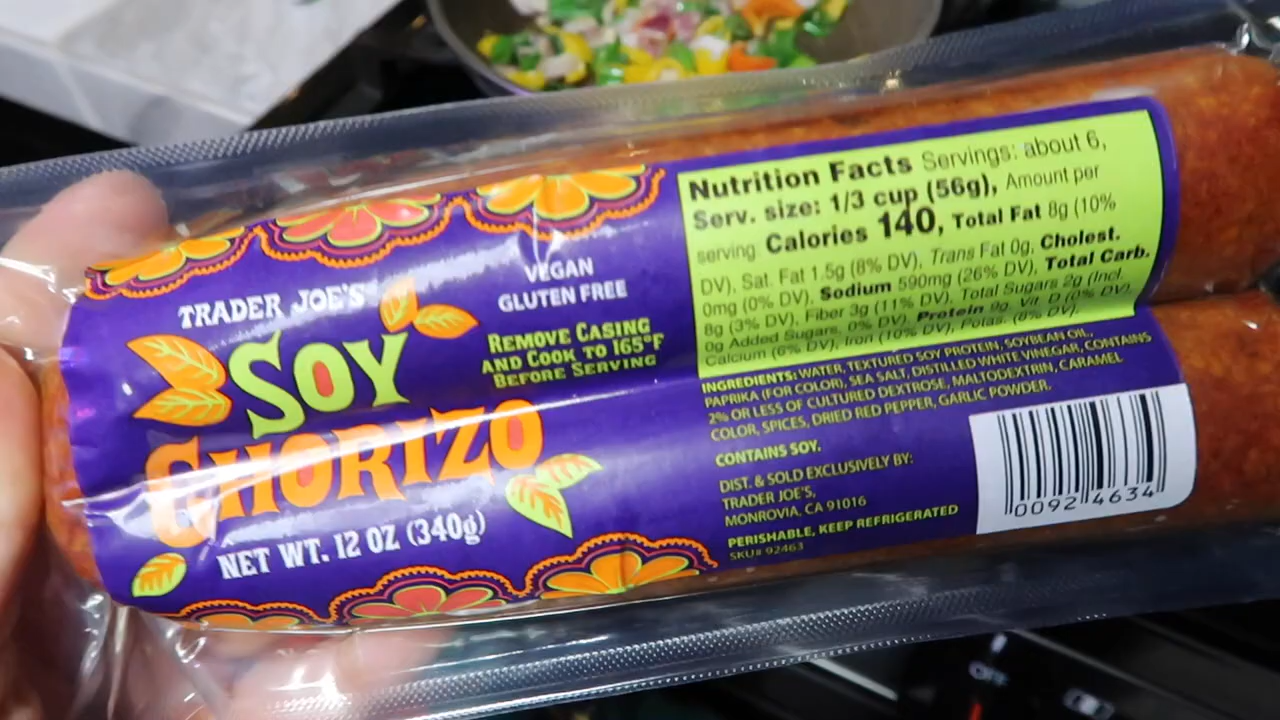 TRADER JOE'S
SOY
CHORIZO
NET WT. 12 OZ (340g)
VEGAN
GLUTEN FREE
REMOVE CASING
AND COOK TO 165°F
BEFORE SERVING
Nutrition Facts Servings: about 6,
Serv. size: 1/3 cup (56g), Amount per
serving Calories 140, Total Fat 8g (10%
DV), Sat. Fat 1.5g (8% DV), Trans Fat 0g, Cholest.
0mg (0% DV), Sodium 590mg (26% DV), Total Carb.
8g (3% DV), Fiber 3g (11% DV), Total Sugars 2g (Incl.
0g Added Sugars, 0% DV), Protein 9g, Vit. D (0% DV),
Calcium (6% DV), Iron (10% DV), Potas. (6% DV).
INGREDIENTS: WATER, TEXTURED SOY PROTEIN, SOYBEAN OIL,
PAPRIKA (FOR COLOR), SEA SALT, DISTILLED WHITE VINEGAR, CONTAINS
2% OR LESS OF CULTURED DEXTROSE, MALTODEXTRIN, CARAMEL
COLOR, SPICES, DRIED RED PEPPER, GARLIC POWDER.
CONTAINS SOY.
DIST. & SOLD EXCLUSIVELY BY:
TRADER JOE'S,
MONROVIA, CA 91016
PERISHABLE, KEEP REFRIGERATED
SKU# 92463
0092 4634
OFF